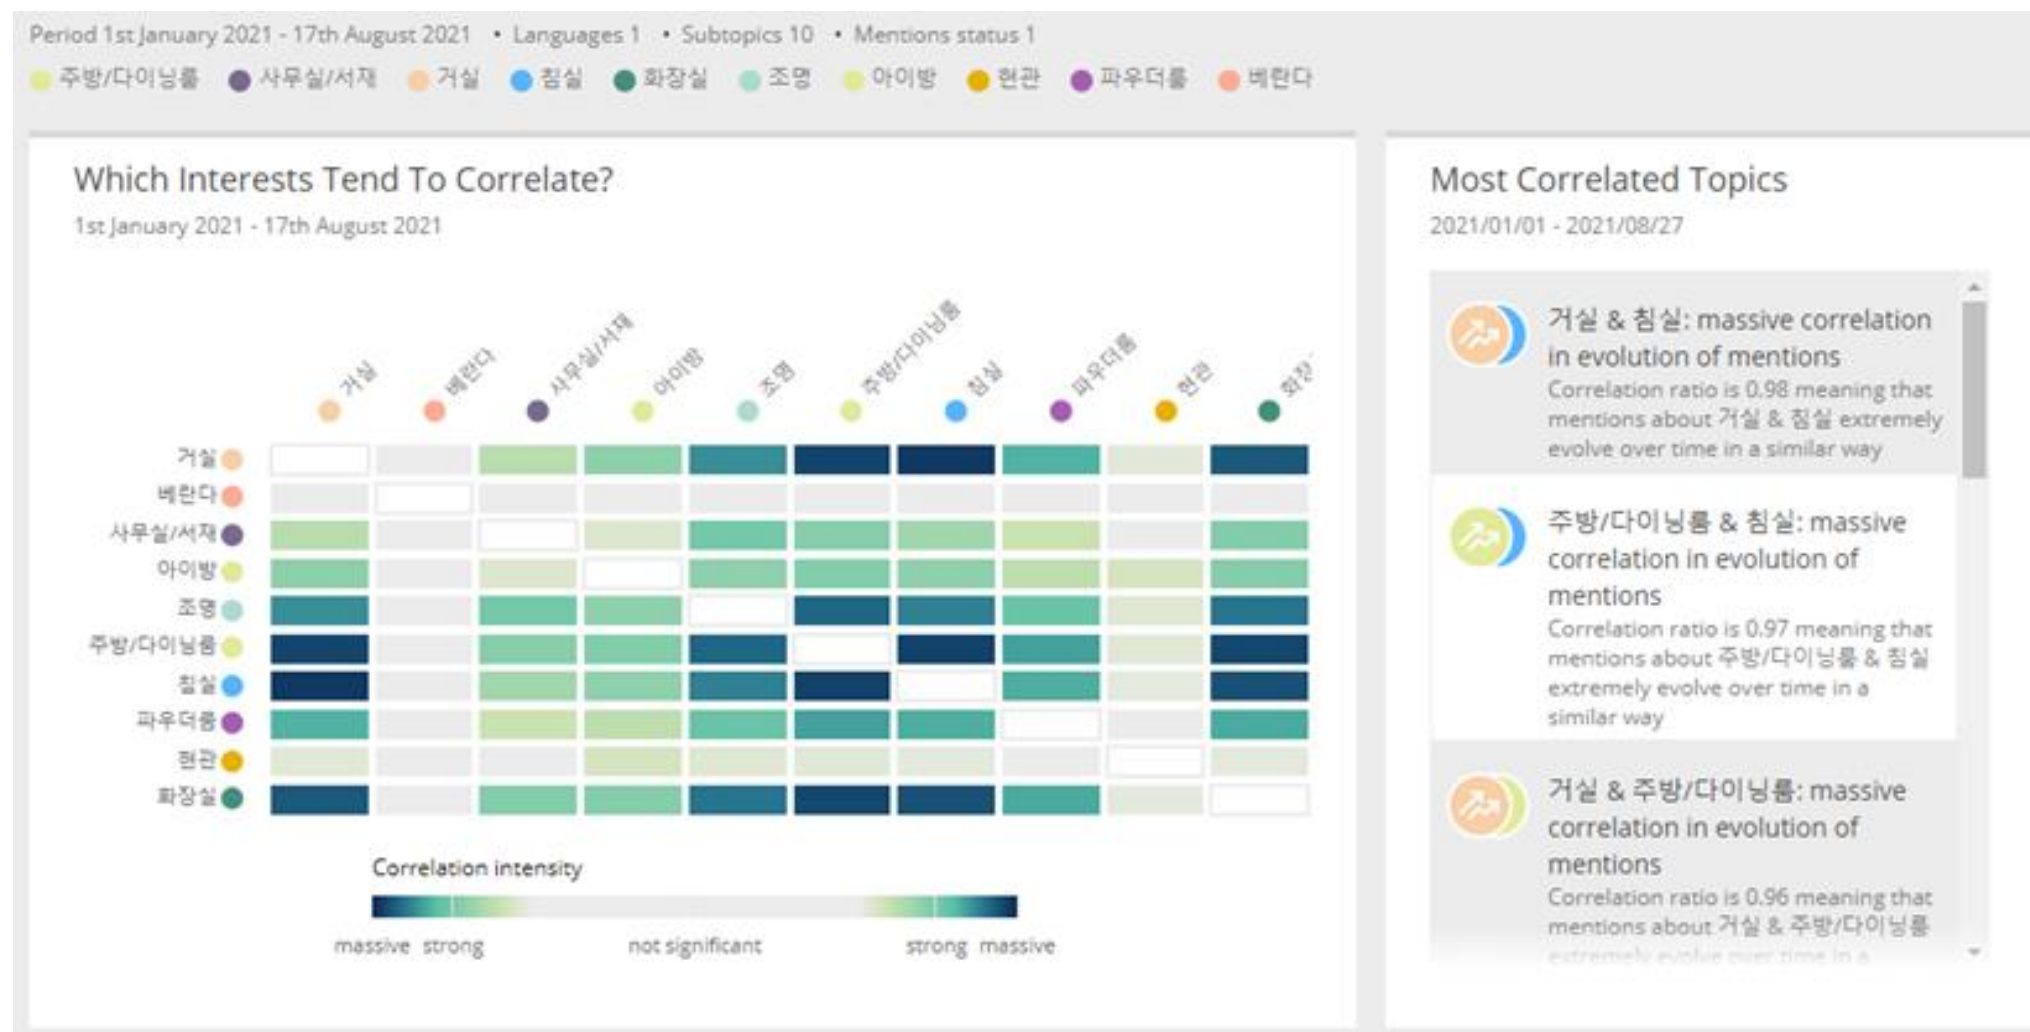 Period 1st January 2021 - 17th August 2021 • Languages 1 • Subtopics 10 • Mentions status 1
주방/다이닝룸 사무실/서재 거실 침실 화장실 조명 아이방 현관 파우더룸 베란다
Which Interests Tend To Correlate?
1st January 2021 - 17th August 2021
거실 베란다 사무실/서재 아이방 조명 주방/다이닝룸 침실 파우더룸 현관
거실
베란다
사무실/서재
아이방
조명
주방/다이닝룸
침실
파우더룸
현관
화장실
Correlation intensity
massive strong not significant strong massive
Most Correlated Topics
2021/01/01 - 2021/08/27
거실 & 침실: massive correlation
in evolution of mentions
Correlation ratio is 0.98 meaning that
mentions about 거실 & 침실 extremely
evolve over time in a similar way
주방/다이닝룸 & 침실: massive
correlation in evolution of
mentions
Correlation ratio is 0.97 meaning that
mentions about 주방/다이닝룸 & 침실
extremely evolve over time in a
similar way
거실 & 주방/다이닝룸: massive
correlation in evolution of
mentions
Correlation ratio is 0.96 meaning that
mentions about 거실 & 주방/다이닝룸
extremely evolve over time in a